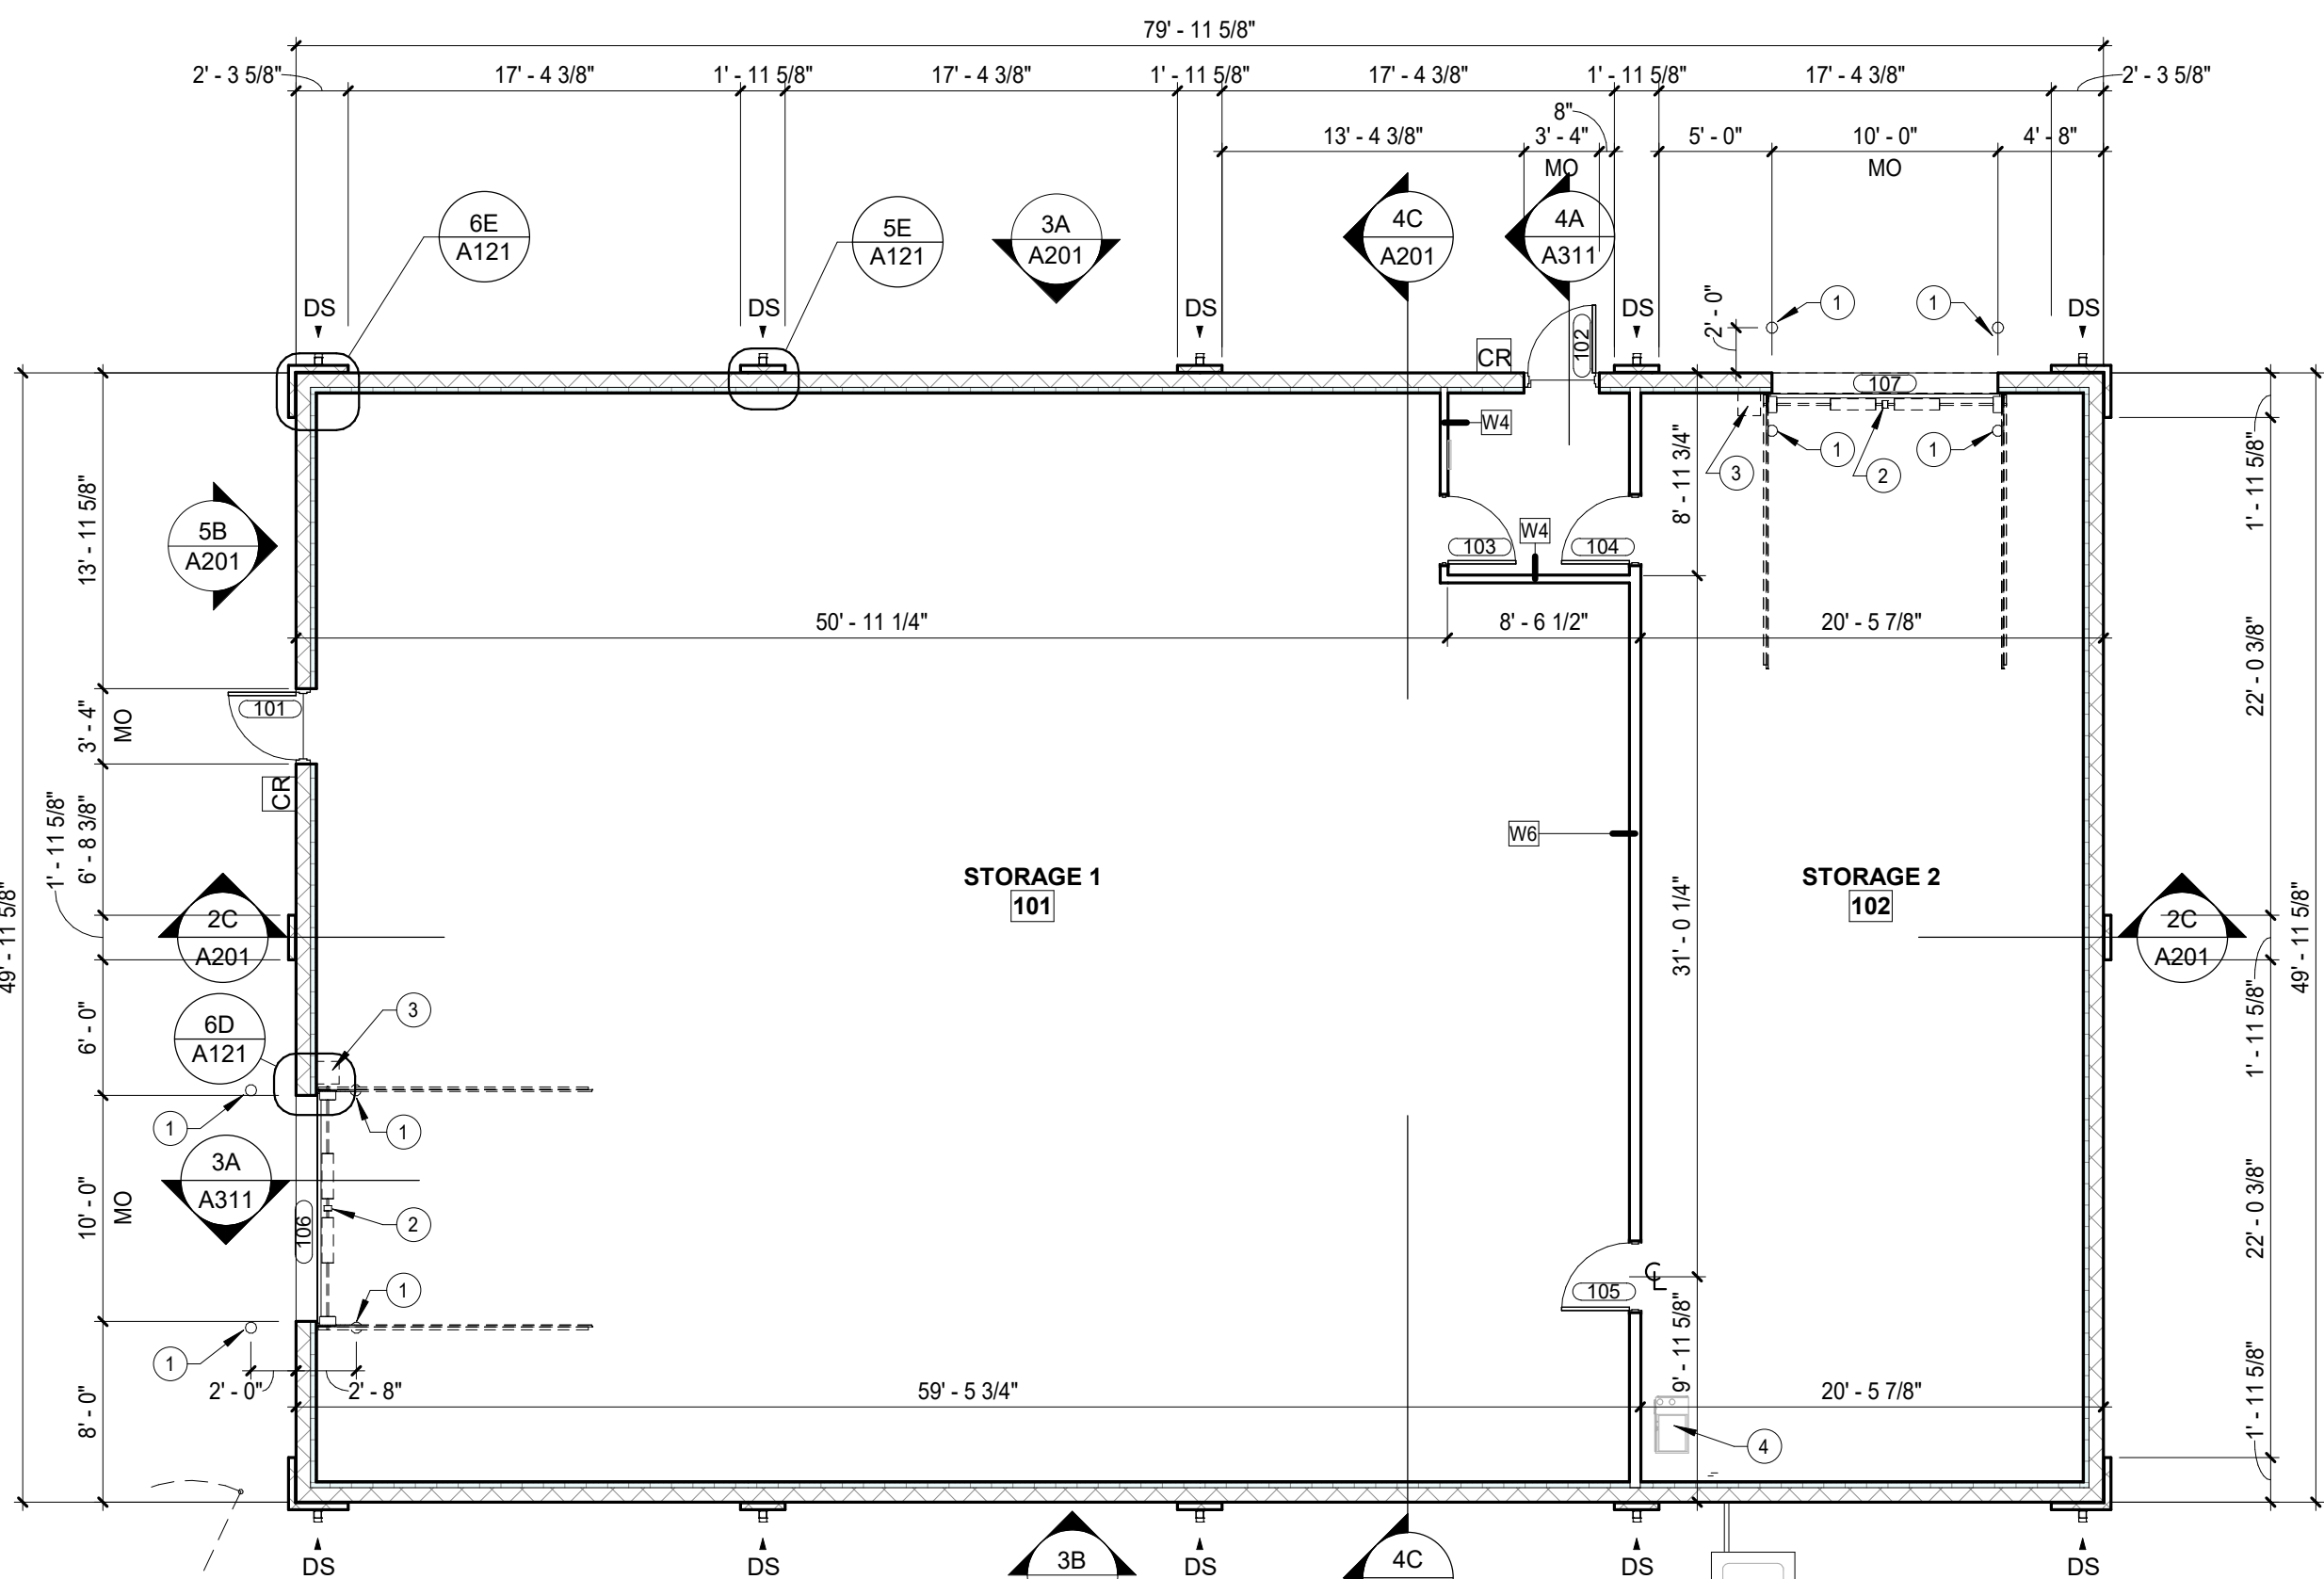 79' - 11 5/8"
2' - 3 5/8" 17' - 4 3/8" 1' - 11 5/8" 17' - 4 3/8" 1' - 11 5/8" 17' - 4 3/8" 1' - 11 5/8" 17' - 4 3/8" 2' - 3 5/8"
8"
13' - 4 3/8" 3' - 4" 5' - 0" 10' - 0" 4' - 8"
MO MO
6E
A121
5E
A121
3A
A201
4C
A201
4A
A311
DS DS DS DS DS
2' - 0"
1 1
CR
102
107
W4
1 1
3 2
8' - 11 3/4"
1' - 11 5/8"
13' - 11 5/8"
5B
A201
W4
103 104
50' - 11 1/4" 8' - 6 1/2" 20' - 5 7/8"
22' - 0 3/8"
101
3' - 4"
MO
CR
1' - 11 5/8"
6' - 8 3/8"
W6
STORAGE 1
101
STORAGE 2
102
49' - 11 5/8"
2C
A201
31' - 0 1/4"
2C
A201
49' - 11 5/8"
6' - 0"
6D
A121
3
1' - 11 5/8"
1 1
3A
A311
10' - 0"
MO
106
2
22' - 0 3/8"
1
105
CL
1
2' - 0" 2' - 8"
9' - 11 5/8"
59' - 5 3/4" 20' - 5 7/8"
8' - 0"
4
1' - 11 5/8"
DS DS 3B DS 4C DS DS